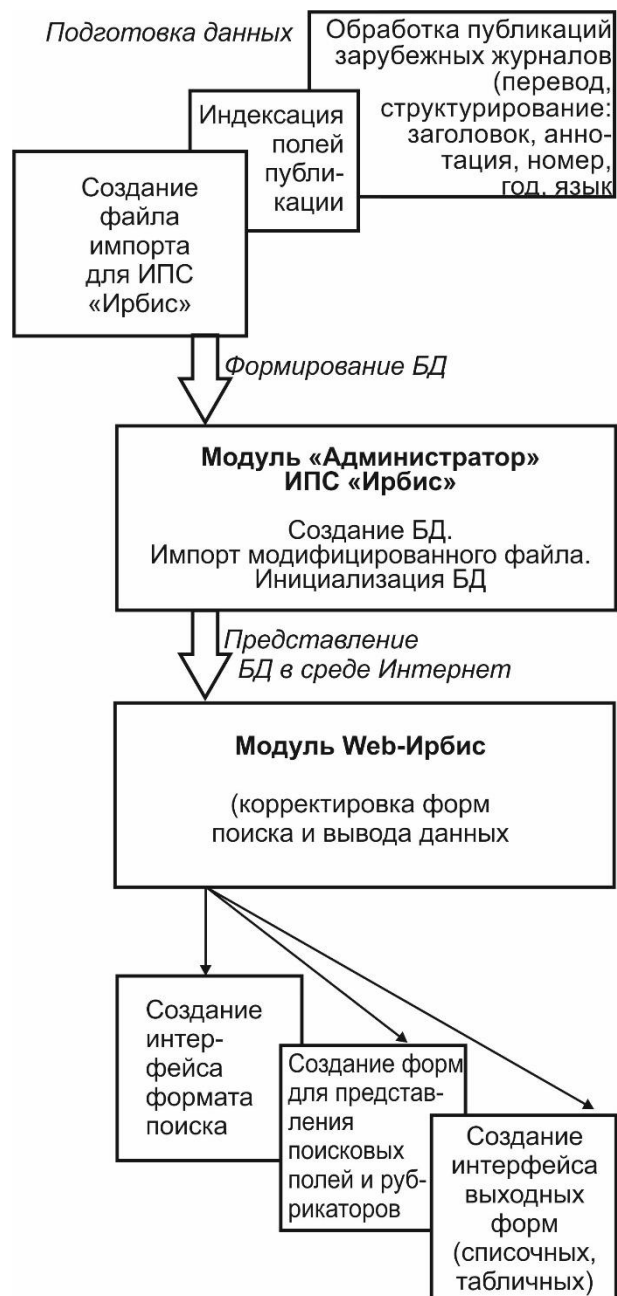 Подготовка данных
Обработка публикаций
зарубежных журналов
(перевод,
структурирование:
заголовок, анно-
тация, номер,
год, язык
Индексация
полей
публи-
кации
Создание
файла
импорта
для ИПС
«Ирбис»
Формирование БД
Модуль «Администратор»
ИПС «Ирбис»
Создание БД.
Импорт модифицированного файла.
Инициализация БД
Представление
БД в среде Интернет
Модуль Web-Ирбис
(корректировка форм
поиска и вывода данных
Создание
интер-
фейса
формата
поиска
Создание форм
для представ-
ления
поисковых
полей и руб-
рикаторов
Создание
интерфейса
выходных
форм
(списочных,
табличных)